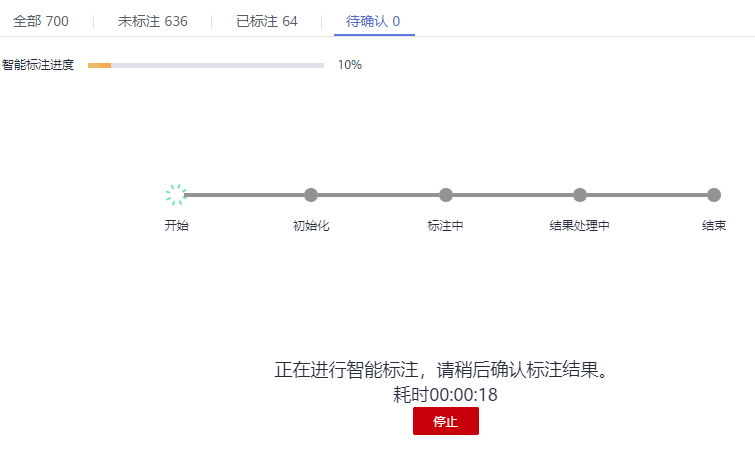 全部 700 未标注 636 已标注 64 待确认 0
智能标注进度 10%
开始 初始化 标注中 结果处理中 结束
正在进行智能标注，请稍后确认标注结果。
耗时00:00:18
停止